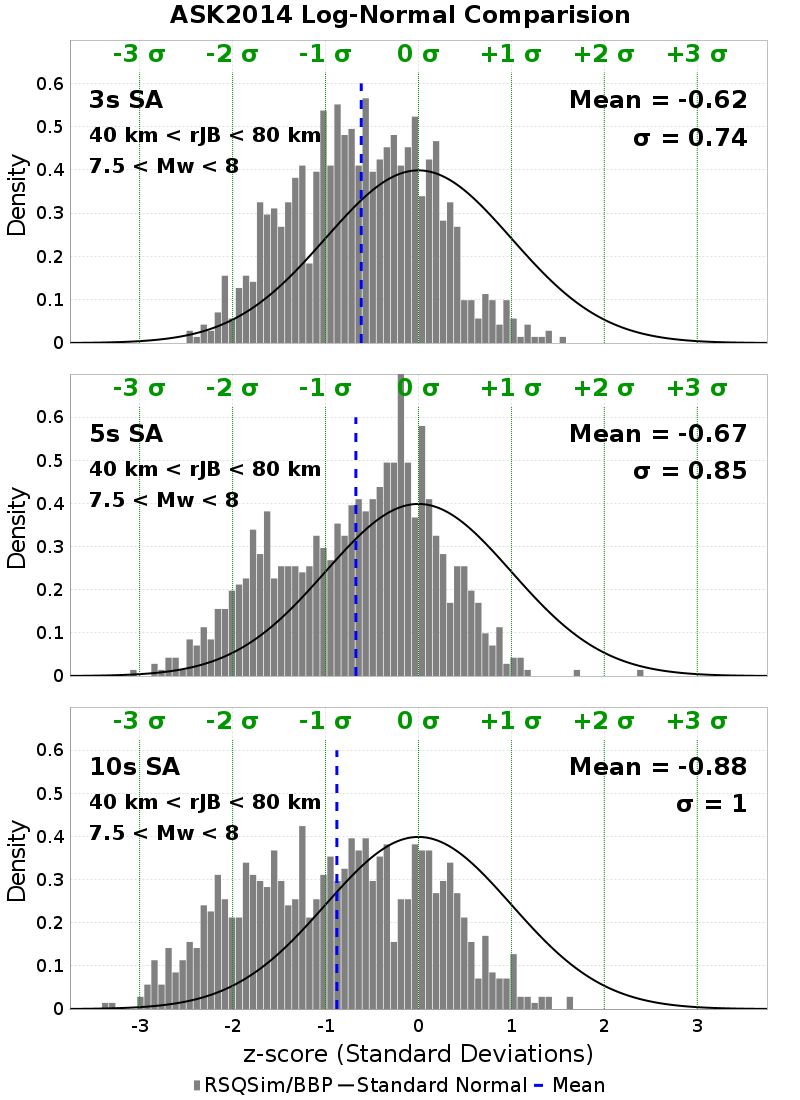 ASK2014 Log-Normal Comparision
-3 σ -2 σ -1 σ 0 σ +1 σ +2 σ +3 σ
3s SA
Mean = -0.62
40 km < rJB < 80 km
σ = 0.74
7.5 < Mw < 8
Density
0.6
0.5
0.4
0.3
0.2
0.1
0
-3 σ -2 σ -1 σ 0 σ +1 σ +2 σ +3 σ
5s SA
Mean = -0.67
40 km < rJB < 80 km
σ = 0.85
7.5 < Mw < 8
Density
0.6
0.5
0.4
0.3
0.2
0.1
0
-3 σ -2 σ -1 σ 0 σ +1 σ +2 σ +3 σ
10s SA
Mean = -0.88
40 km < rJB < 80 km
σ = 1
7.5 < Mw < 8
Density
0.6
0.5
0.4
0.3
0.2
0.1
0
-3 -2 -1 0 1 2 3
z-score (Standard Deviations)
RSQSim/BBP Standard Normal Mean